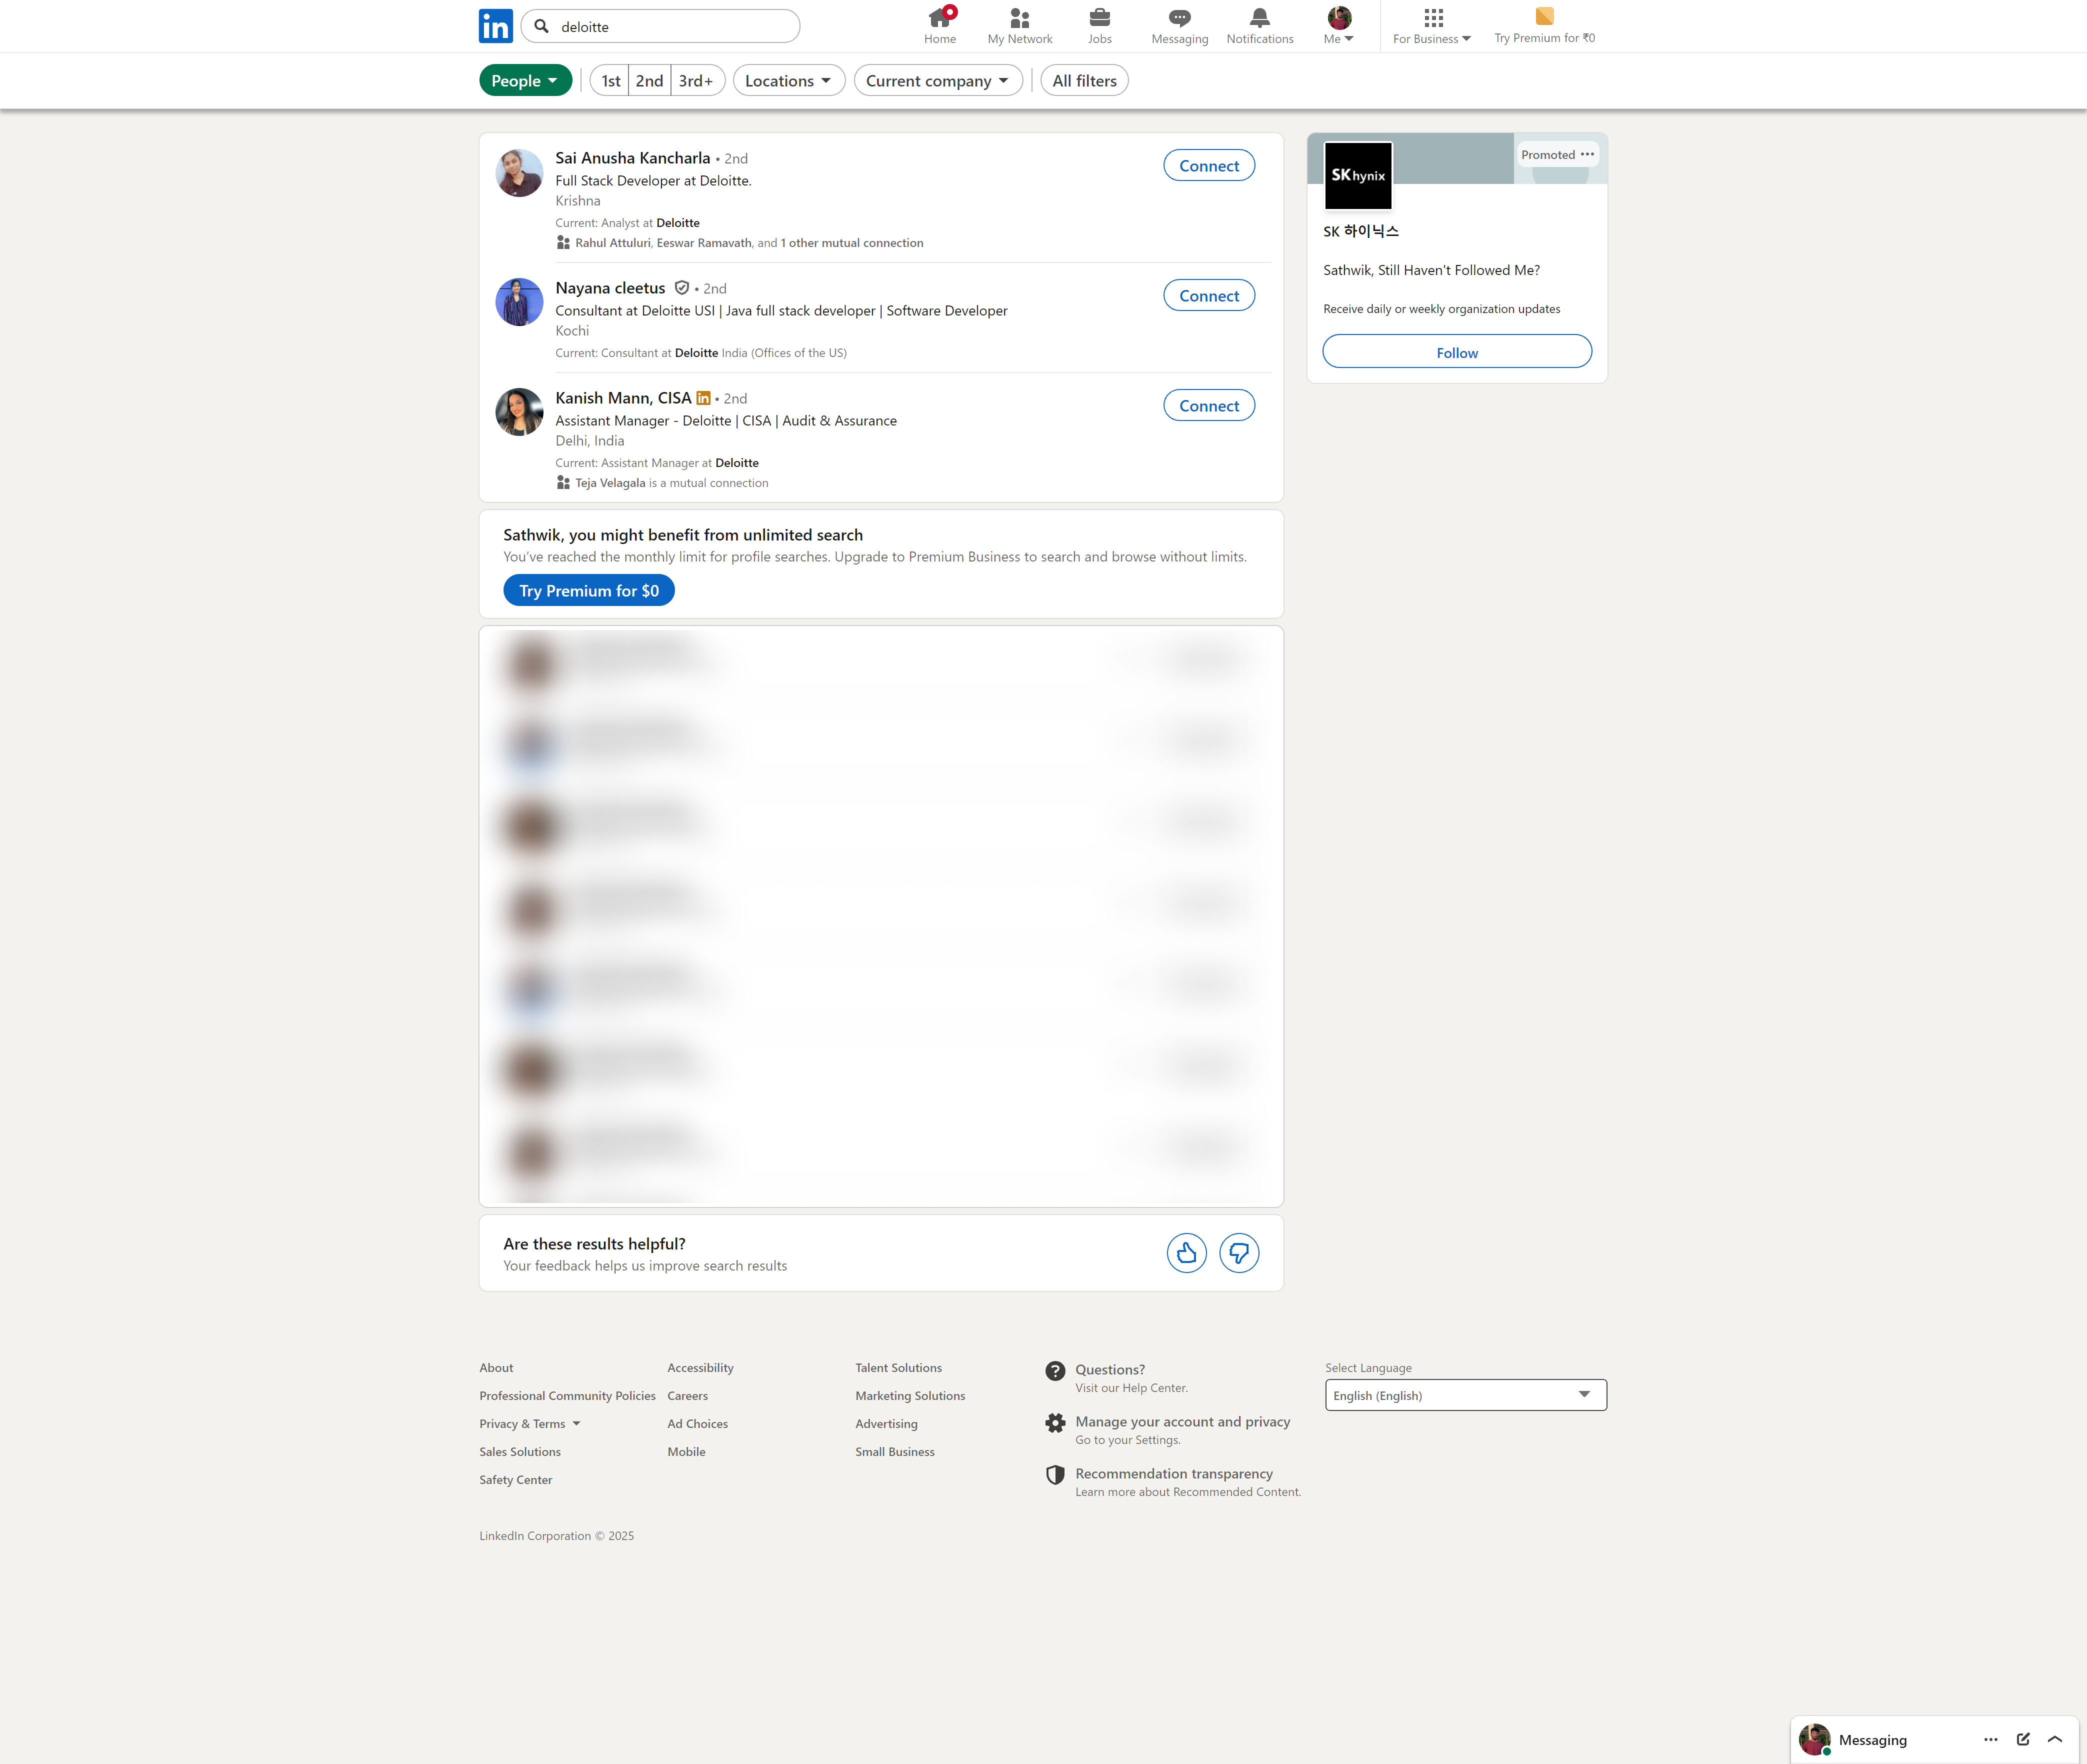 in
deloitte
Home
My Network
Jobs
Messaging
Notifications
Me
For Business
Try Premium for ₹0
People
1st
2nd
3rd+
Locations
Current company
All filters
Sai Anusha Kancharla • 2nd
Connect
Full Stack Developer at Deloitte.
Krishna
Current: Analyst at Deloitte
Rahul Attuluri, Eeswar Ramavath, and 1 other mutual connection
Nayana cleetus • 2nd
Connect
Consultant at Deloitte USI | Java full stack developer | Software Developer
Kochi
Current: Consultant at Deloitte India (Offices of the US)
Kanish Mann, CISA in • 2nd
Connect
Assistant Manager - Deloitte | CISA | Audit & Assurance
Delhi, India
Current: Assistant Manager at Deloitte
Teja Velagala is a mutual connection
Promoted
SK hynix
SK 하이닉스
Sathwik, Still Haven't Followed Me?
Receive daily or weekly organization updates
Follow
Sathwik, you might benefit from unlimited search
You've reached the monthly limit for profile searches. Upgrade to Premium Business to search and browse without limits.
Try Premium for $0
Are these results helpful?
Your feedback helps us improve search results
About
Professional Community Policies
Privacy & Terms
Sales Solutions
Safety Center
Accessibility
Careers
Ad Choices
Mobile
Talent Solutions
Marketing Solutions
Advertising
Small Business
Questions?
Visit our Help Center.
Manage your account and privacy
Go to your Settings.
Recommendation transparency
Learn more about Recommended Content.
Select Language
English (English)
LinkedIn Corporation © 2025
Messaging